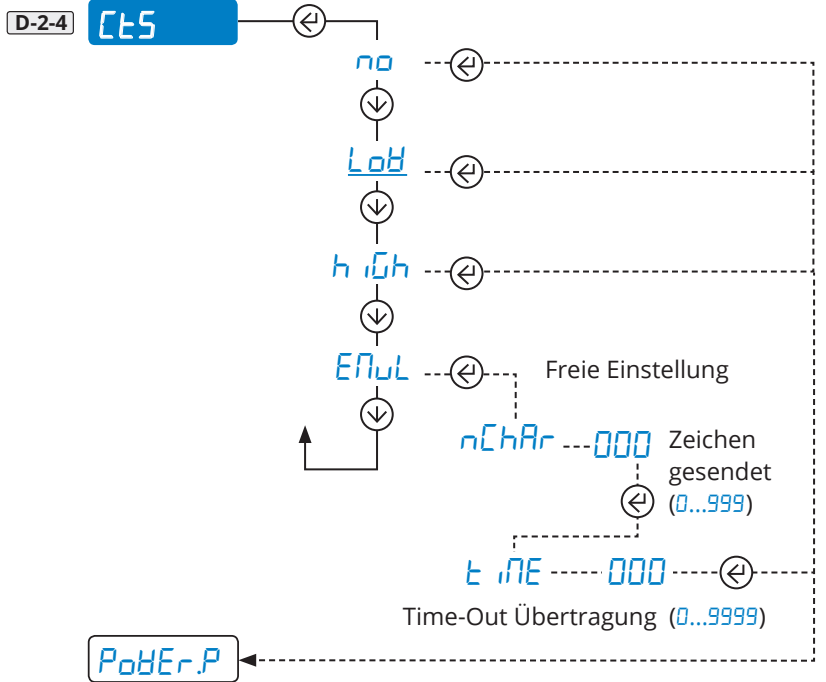 D-2-4 CtS
no
LoW
hiGh
EMuL Freie Einstellung
nChAr 000 Zeichen
gesendet
(0...999)
tiME 000
Time-Out Übertragung (0...9999)
PoWEr.P